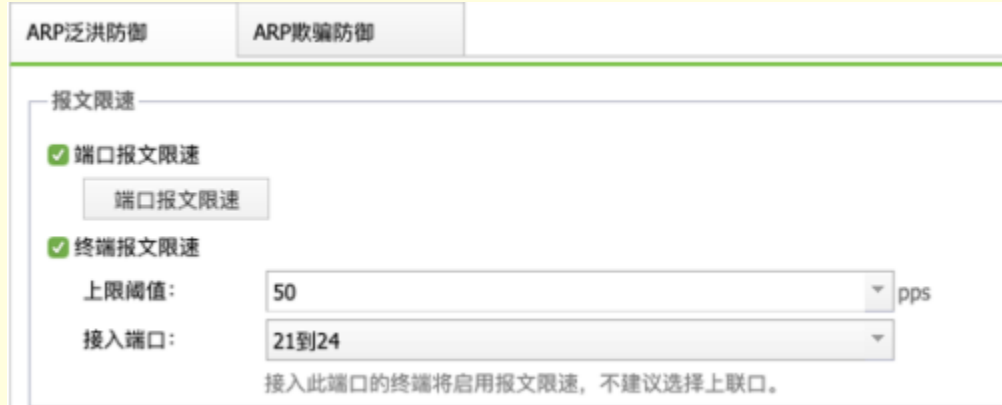 ARP泛洪防御 ARP欺骗防御
报文限速
端口报文限速
端口报文限速
终端报文限速
上限阈值: 50 pps
接入端口: 21到24
接入此端口的终端将启用报文限速，不建议选择上联口。